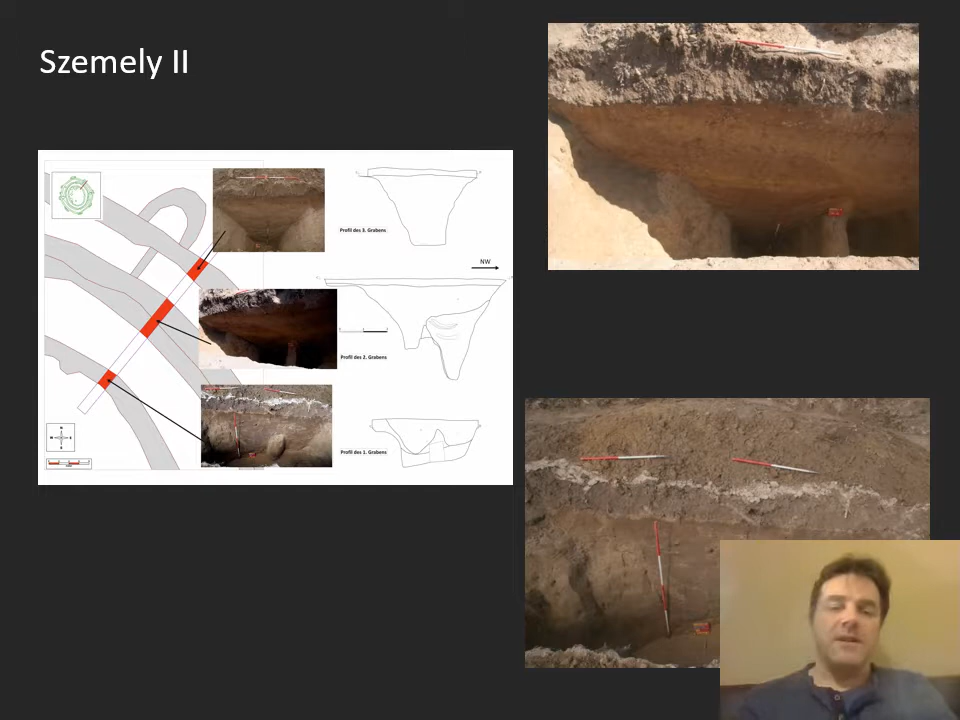 Szemely II
Profil des 3. Grabens
NW
Profil des 2. Grabens
Profil des 1. Grabens